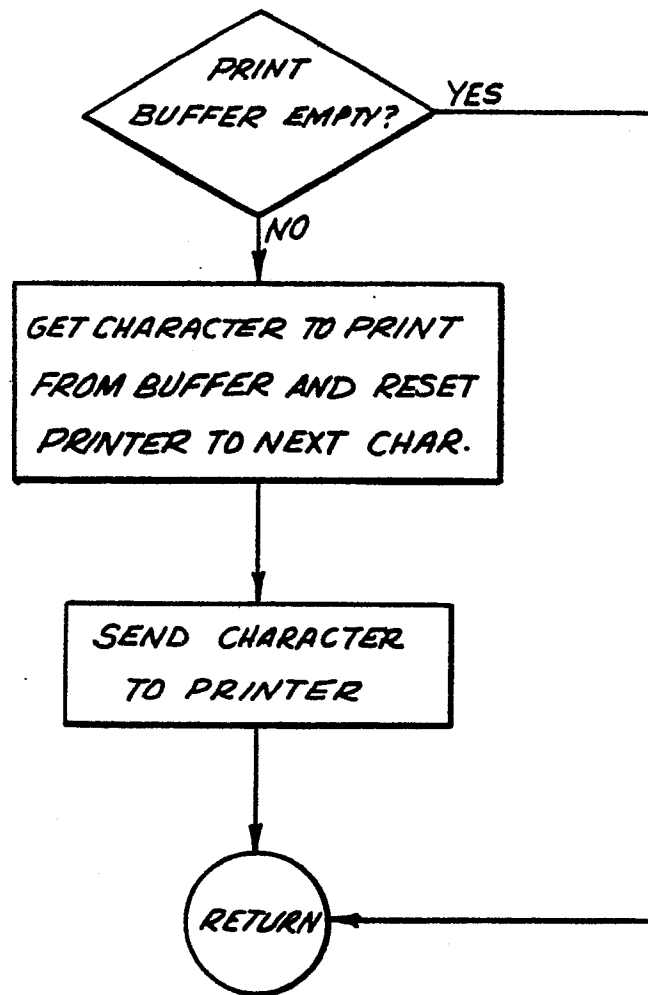 PRINT
BUFFER EMPTY?
YES
NO
GET CHARACTER TO PRINT
FROM BUFFER AND RESET
PRINTER TO NEXT CHAR.
SEND CHARACTER
TO PRINTER
RETURN